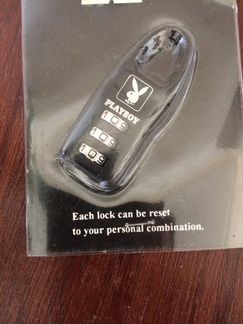 PLAYBOY
Each lock can be reset
to your personal combination.